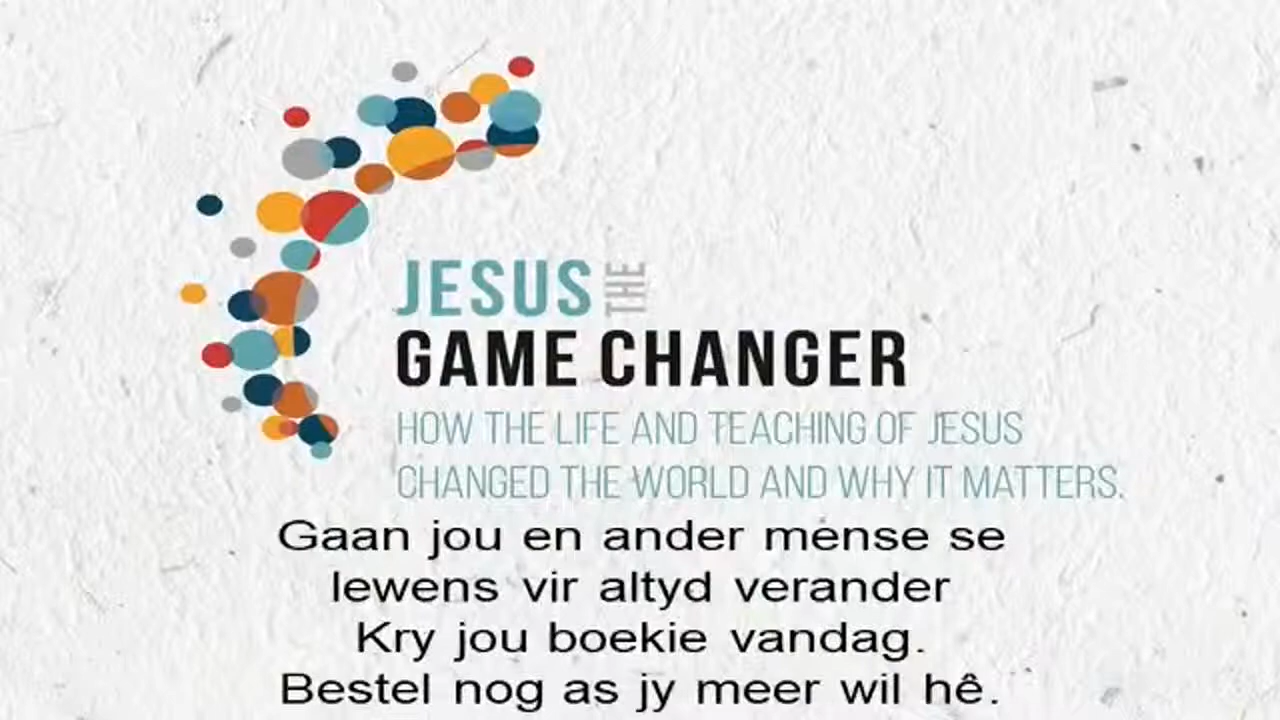 JESUS THE
GAME CHANGER
HOW THE LIFE AND TEACHING OF JESUS
CHANGED THE WORLD AND WHY IT MATTERS.
Gaan jou en ander mense se
lewens vir altyd verander
Kry jou boekie vandag.
Bestel nog as jy meer wil hê.